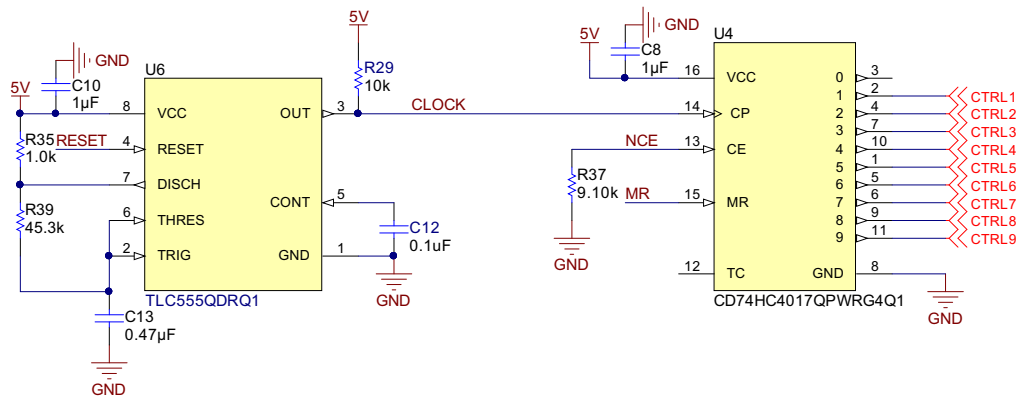 5V
GND
C10
1µF
5V
U6
R29
10k
8
VCC
OUT
3
CLOCK
R35
1.0k
RESET
4
RESET
7
DISCH
CONT
5
R39
45.3k
6
THRES
C12
0.1uF
2
TRIG
GND
1
TLC555QDRQ1
GND
C13
0.47µF
GND
5V
GND
C8
1µF
U4
16
VCC
0
3
1
2
CTRL1
14
CP
2
4
CTRL2
3
7
CTRL3
NCE
13
CE
4
10
CTRL4
5
1
CTRL5
R37
9.10k
6
5
CTRL6
MR
15
MR
7
6
CTRL7
8
9
CTRL8
9
11
CTRL9
GND
12
TC
GND
8
CD74HC4017QPWRG4Q1
GND